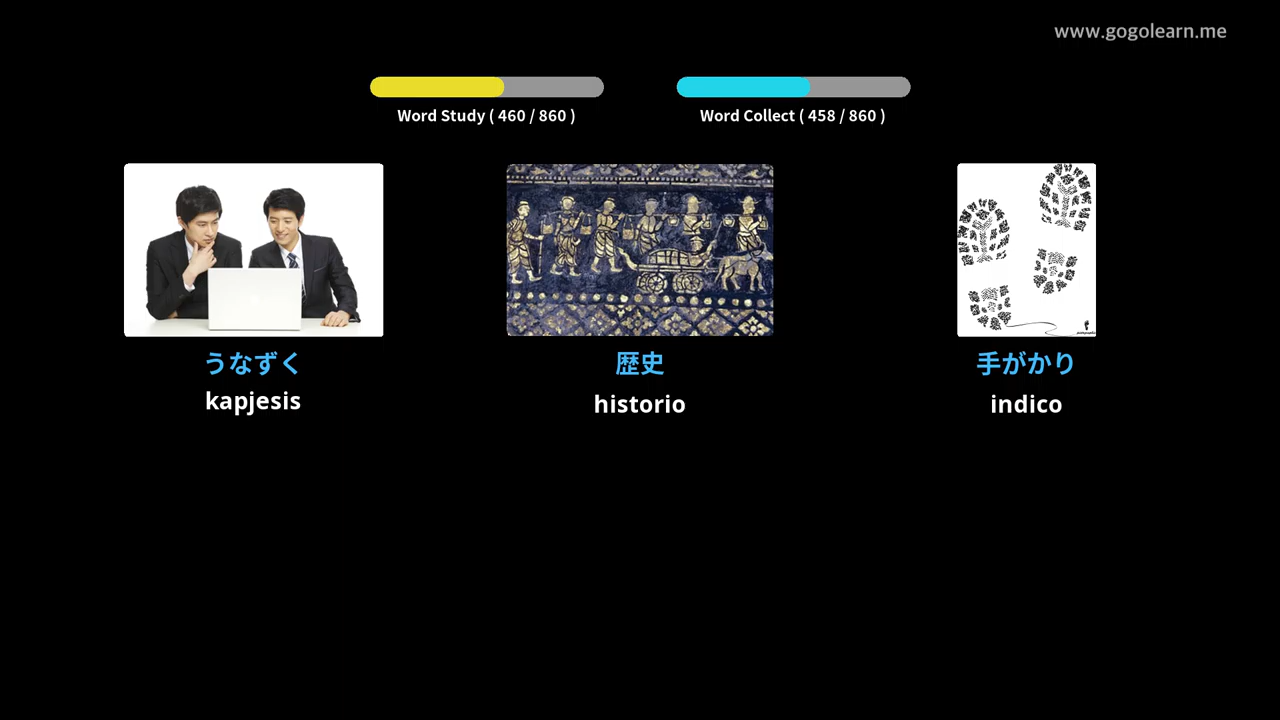 www.gogolearn.me
Word Study ( 460 / 860 )
Word Collect ( 458 / 860 )
うなずく
kapjesis
歴史
historio
手がかり
indico